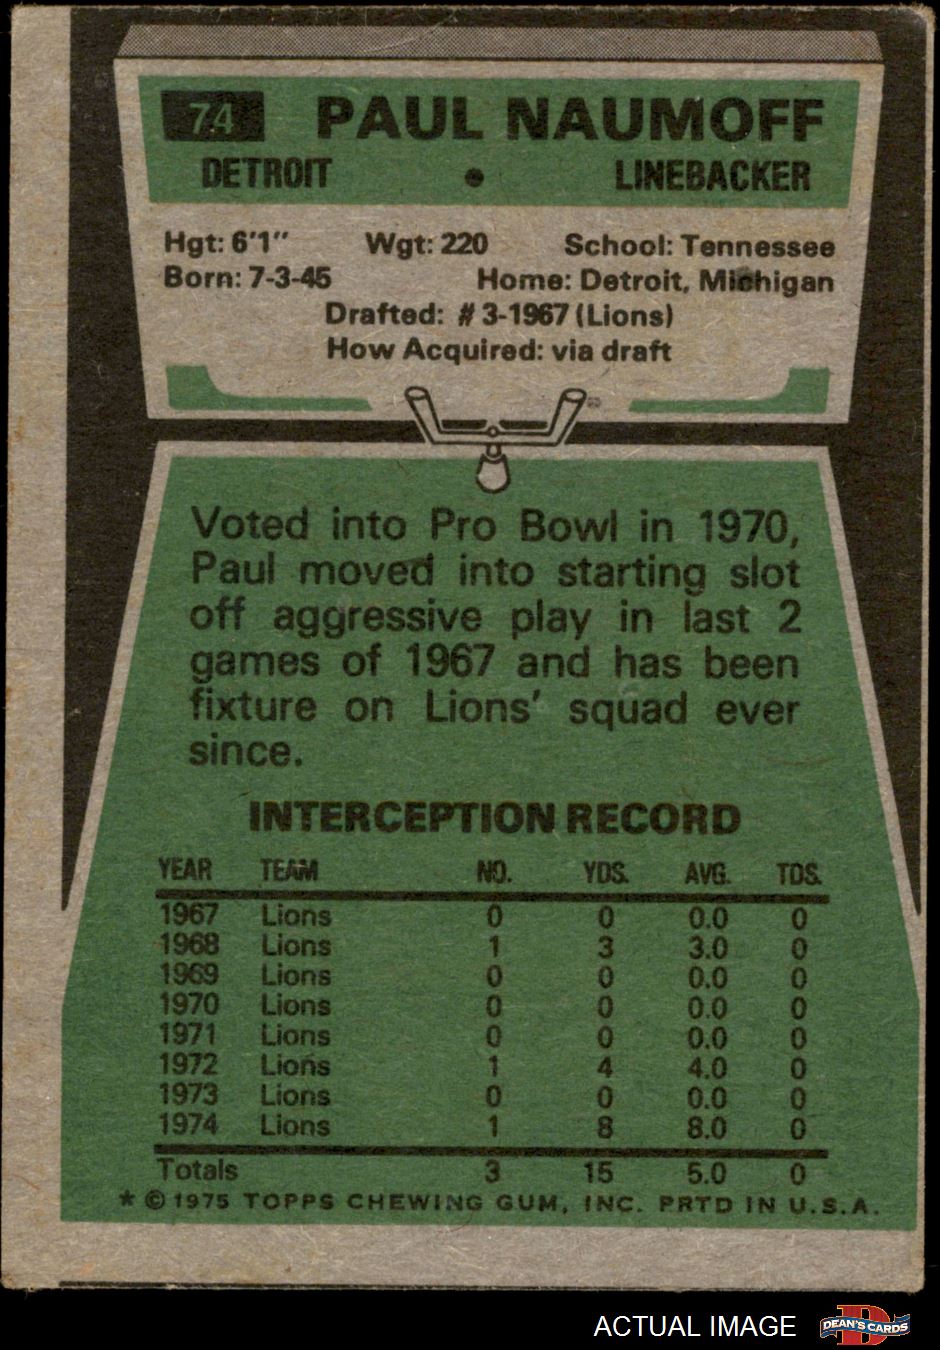 74 PAUL NAUMOFF
DETROIT • LINEBACKER
Hgt: 6'1" Wgt: 220 School: Tennessee
Born: 7-3-45 Home: Detroit, Michigan
Drafted: #3-1967 (Lions)
How Acquired: via draft
Voted into Pro Bowl in 1970,
Paul moved into starting slot
off aggressive play in last 2
games of 1967 and has been
fixture on Lions' squad ever
since.
INTERCEPTION RECORD
YEAR TEAM NO. YDS. AVG. TDS.
1967 Lions 0 0 0.0 0
1968 Lions 1 3 3.0 0
1969 Lions 0 0 0.0 0
1970 Lions 0 0 0.0 0
1971 Lions 0 0 0.0 0
1972 Lions 1 4 4.0 0
1973 Lions 0 0 0.0 0
1974 Lions 1 8 8.0 0
Totals 3 15 5.0 0
* © 1975 TOPPS CHEWING GUM, INC. PRTD IN U.S.A.
ACTUAL IMAGE D DEAN'S CARDS